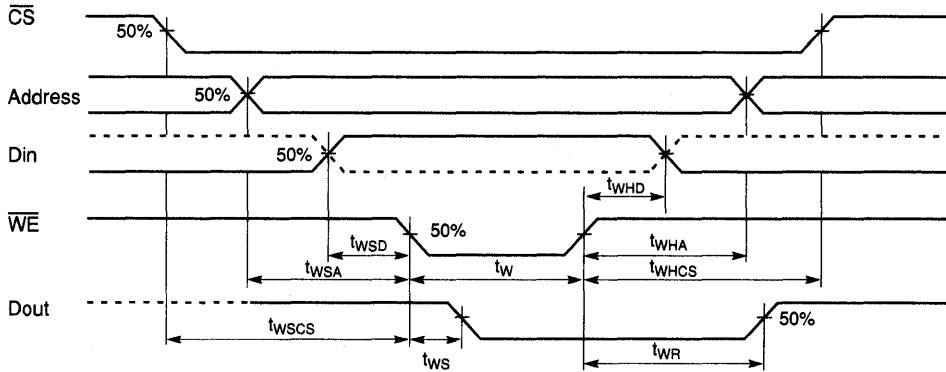 CS
50%
Address
50%
Din
50%
tWHD
WE
50%
tWSD
tWHA
tWSA
tW
tWHCS
Dout
50%
tWSCS
tWS
tWR